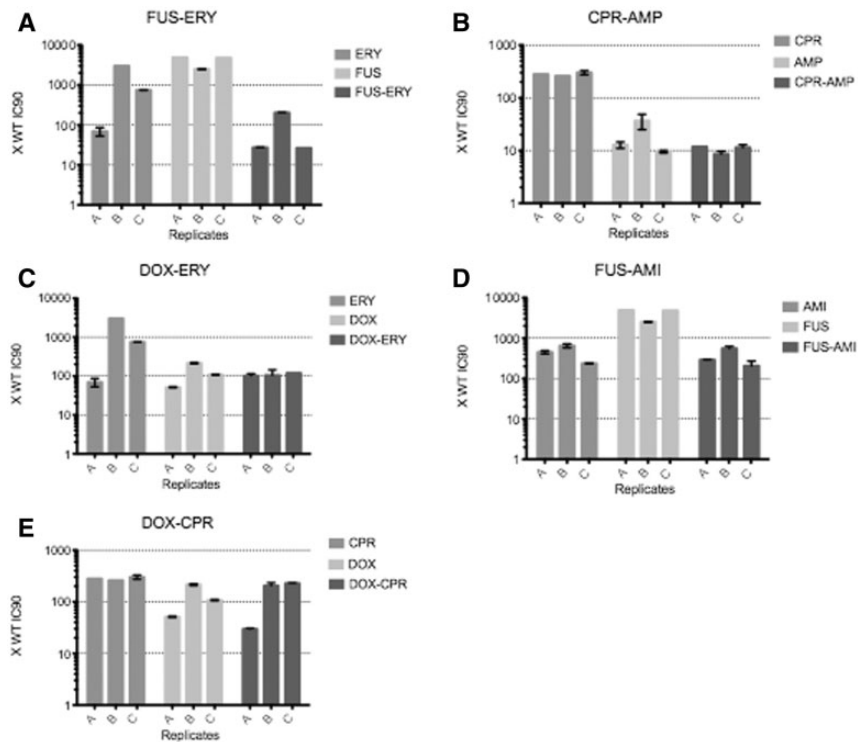 A
FUS-ERY
10000
1000
100
10
1
X WT IC90
A B C A B C A B C
Replicates
ERY
FUS
FUS-ERY
B
CPR-AMP
1000
100
10
1
X WT IC90
A B C A B C A B C
Replicates
CPR
AMP
CPR-AMP
C
DOX-ERY
10000
1000
100
10
1
X WT IC90
A B C A B C A B C
Replicates
ERY
DOX
DOX-ERY
D
FUS-AMI
10000
1000
100
10
1
X WT IC90
A B C A B C A B C
Replicates
AMI
FUS
FUS-AMI
E
DOX-CPR
1000
100
10
1
X WT IC90
A B C A B C A B C
Replicates
CPR
DOX
DOX-CPR